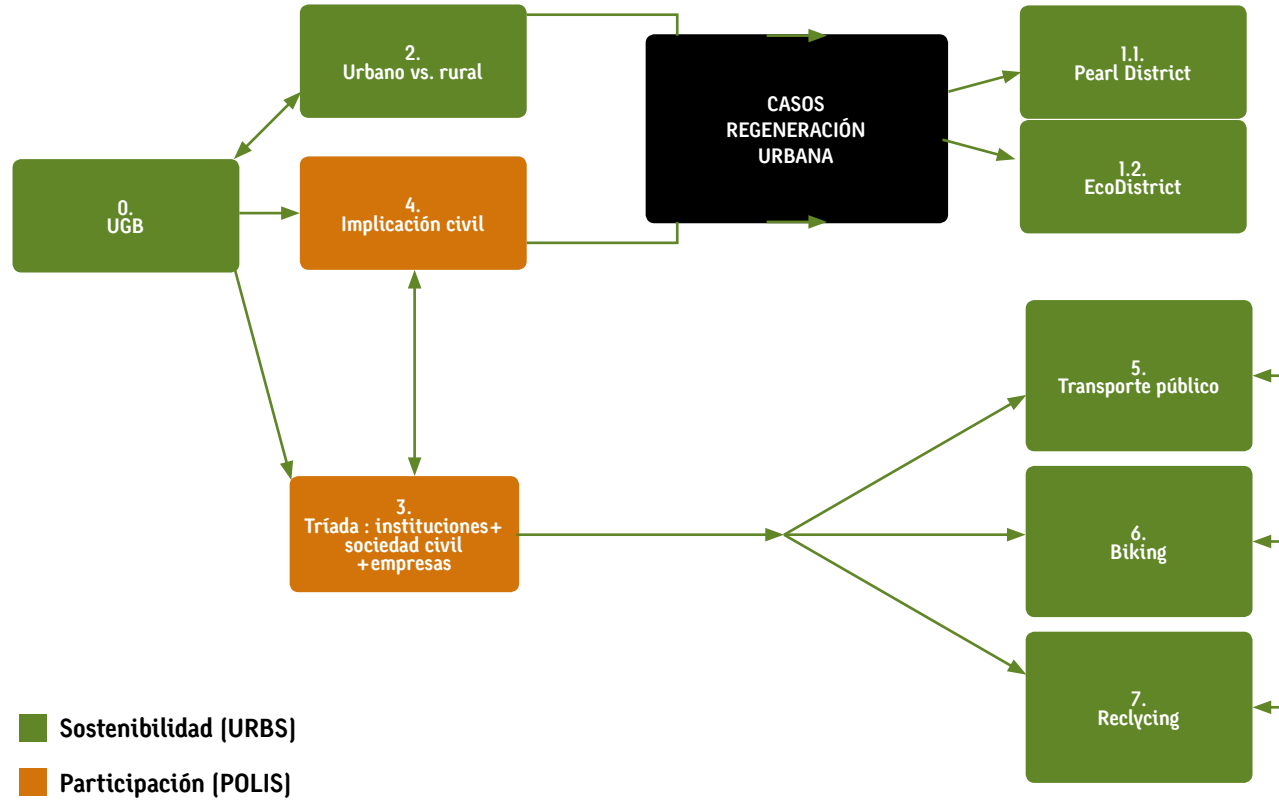 0.
UGB
2.
Urbano vs. rural
4.
Implicación civil
3.
Tríada : instituciones+
sociedad civil
+empresas
CASOS
REGENERACIÓN
URBANA
1.1.
Pearl District
1.2.
EcoDistrict
5.
Transporte público
6.
Biking
7.
Reclycing
Sostenibilidad (URBS)
Participación (POLIS)